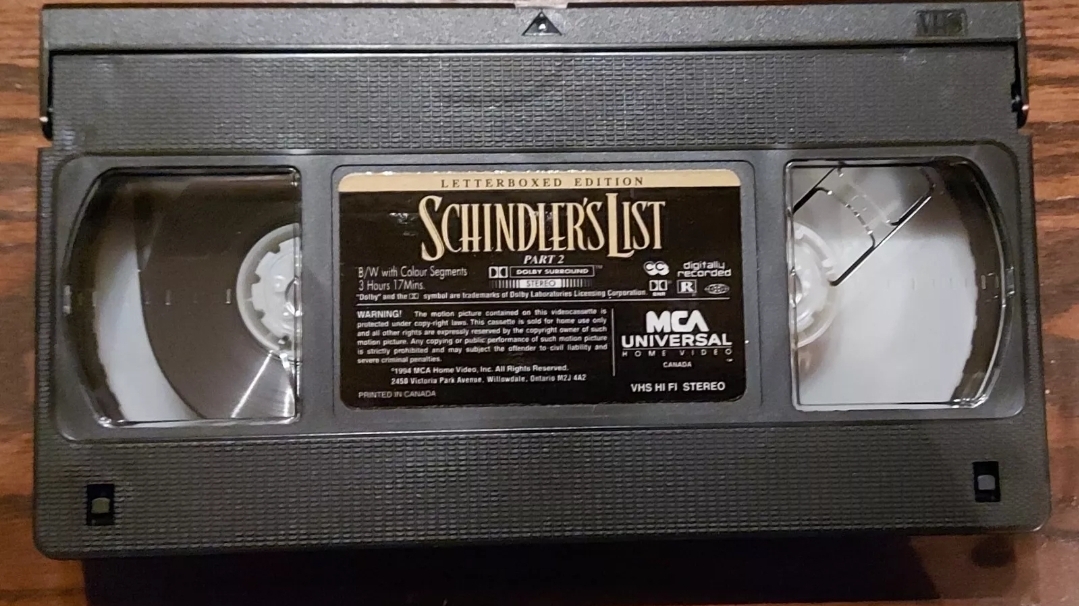 VHS
LETTERBOXED EDITION
SCHINDLER'S LIST
PART 2
B/W with Colour Segments
3 Hours 17Mins.
DOLBY SURROUND™
STEREO
CC
digitally
recorded
SNR
R
"Dolby" and the symbol are trademarks of Dolby Laboratories Licensing Corporation.
WARNING! The motion picture contained on this videocassette is
protected under copy-right laws. This cassette is sold for home use only
and all other rights are expressly reserved by the copyright owner of such
motion picture. Any copying or public performance of such motion picture
is strictly prohibited and may subject the offender to civil liability and
severe criminal penalties.
©1994 MCA Home Video, Inc. All Rights Reserved.
2450 Victoria Park Avenue, Willowdale, Ontario M2J 4A2
PRINTED IN CANADA
MCA
UNIVERSAL
HOME VIDEO
CANADA
VHS HI FI STEREO